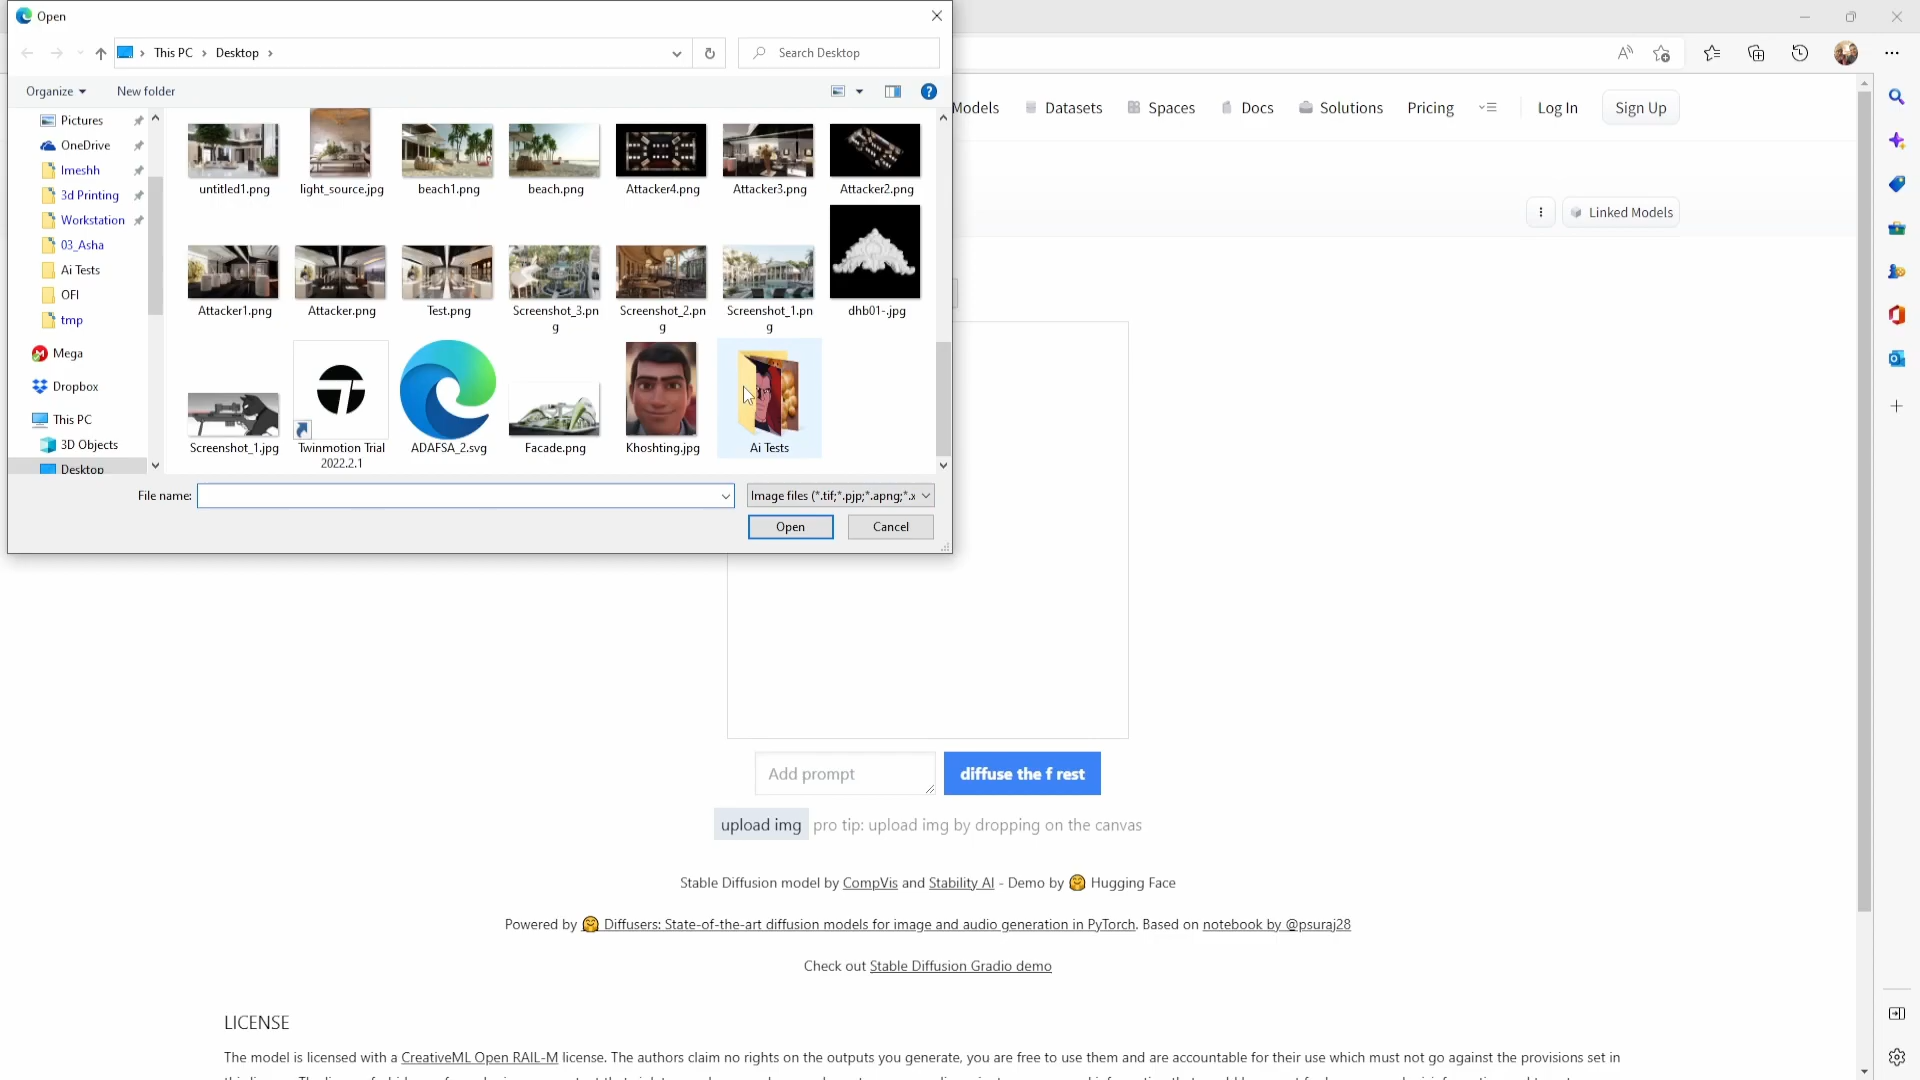 Open
This PC > Desktop >
Search Desktop
Organize
New folder
Pictures
OneDrive
Imeshh
3d Printing
Workstation
03_Asha
Ai Tests
OFI
tmp
Mega
Dropbox
This PC
3D Objects
Desktop
untitled1.png
light_source.jpg
beach1.png
beach.png
Attacker4.png
Attacker3.png
Attacker2.png
Attacker1.png
Attacker.png
Test.png
Screenshot_3.pn
g
Screenshot_2.pn
g
Screenshot_1.pn
g
dhb01-.jpg
Screenshot_1.jpg
Twinmotion Trial
2022.2.1
ADAFSA_2.svg
Facade.png
Khoshting.jpg
Ai Tests
File name:
Image files (*.tif;*.pjp;*.apng;*.x
Open
Cancel
Models
Datasets
Spaces
Docs
Solutions
Pricing
Log In
Sign Up
Linked Models
Add prompt
diffuse the f rest
upload img
pro tip: upload img by dropping on the canvas
Stable Diffusion model by CompVis and Stability AI - Demo by 🤗 Hugging Face
Powered by 🤗 Diffusers: State-of-the-art diffusion models for image and audio generation in PyTorch. Based on notebook by @psuraj28
Check out Stable Diffusion Gradio demo
LICENSE
The model is licensed with a CreativeML Open RAIL-M license. The authors claim no rights on the outputs you generate, you are free to use them and are accountable for their use which must not go against the provisions set in